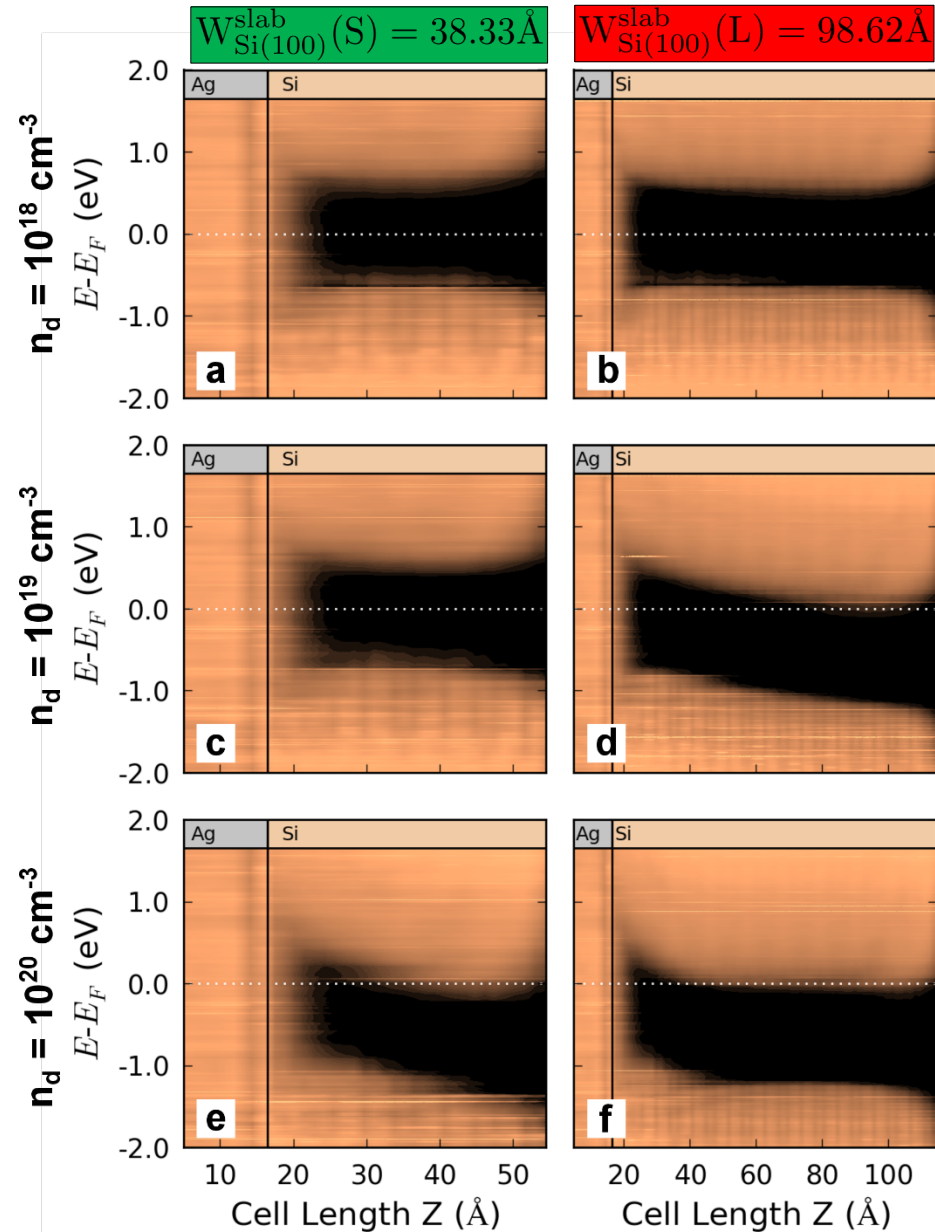 W^slab_Si(100)(S) = 38.33Å
W^slab_Si(100)(L) = 98.62Å
n_d = 10^18 cm^-3
E-E_F (eV)
2.0
1.0
0.0
-1.0
-2.0
Ag Si
a
Ag Si
b
n_d = 10^19 cm^-3
E-E_F (eV)
2.0
1.0
0.0
-1.0
-2.0
Ag Si
c
Ag Si
d
n_d = 10^20 cm^-3
E-E_F (eV)
2.0
1.0
0.0
-1.0
-2.0
Ag Si
e
Ag Si
f
10 20 30 40 50
20 40 60 80 100
Cell Length Z (Å)
Cell Length Z (Å)